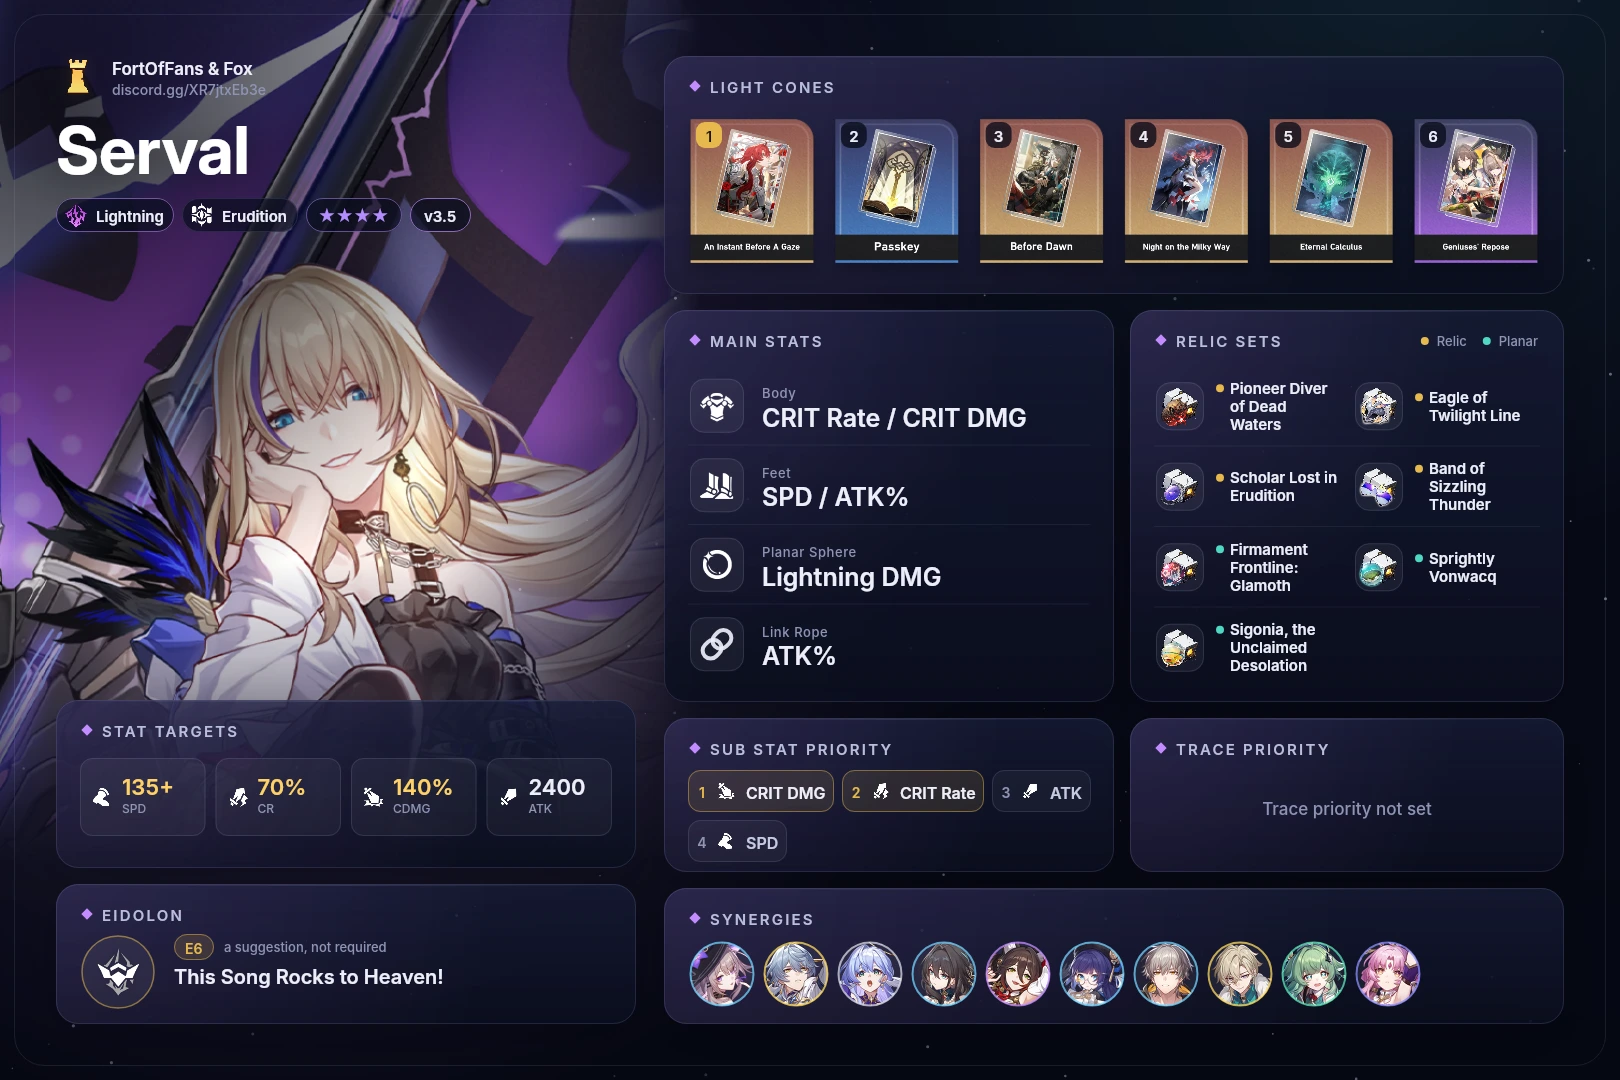 FortOfFans & Fox
discord.gg/XR7jtxEb3e
Serval
Lightning
Erudition
★★★★
v3.5
LIGHT CONES
1
2
3
4
5
6
An Instant Before A Gaze
Passkey
Before Dawn
Night on the Milky Way
Eternal Calculus
Geniuses' Repose
MAIN STATS
Body
CRIT Rate / CRIT DMG
Feet
SPD / ATK%
Planar Sphere
Lightning DMG
Link Rope
ATK%
RELIC SETS
Relic
Planar
Pioneer Diver
of Dead
Waters
Eagle of
Twilight Line
Scholar Lost in
Erudition
Band of
Sizzling
Thunder
Firmament
Frontline:
Glamoth
Sprightly
Vonwacq
Sigonia, the
Unclaimed
Desolation
STAT TARGETS
135+
SPD
70%
CR
140%
CDMG
2400
ATK
SUB STAT PRIORITY
1 CRIT DMG
2 CRIT Rate
3 ATK
4 SPD
TRACE PRIORITY
Trace priority not set
EIDOLON
E6
a suggestion, not required
This Song Rocks to Heaven!
SYNERGIES